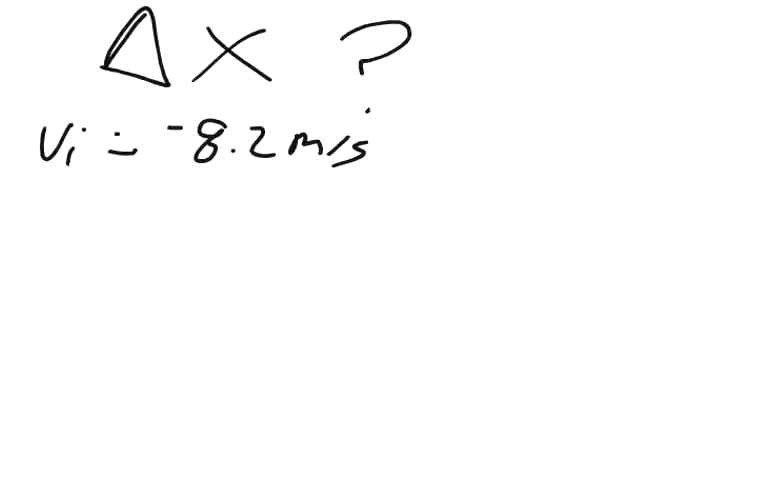 Δx ?
vi = -8.2 m/s